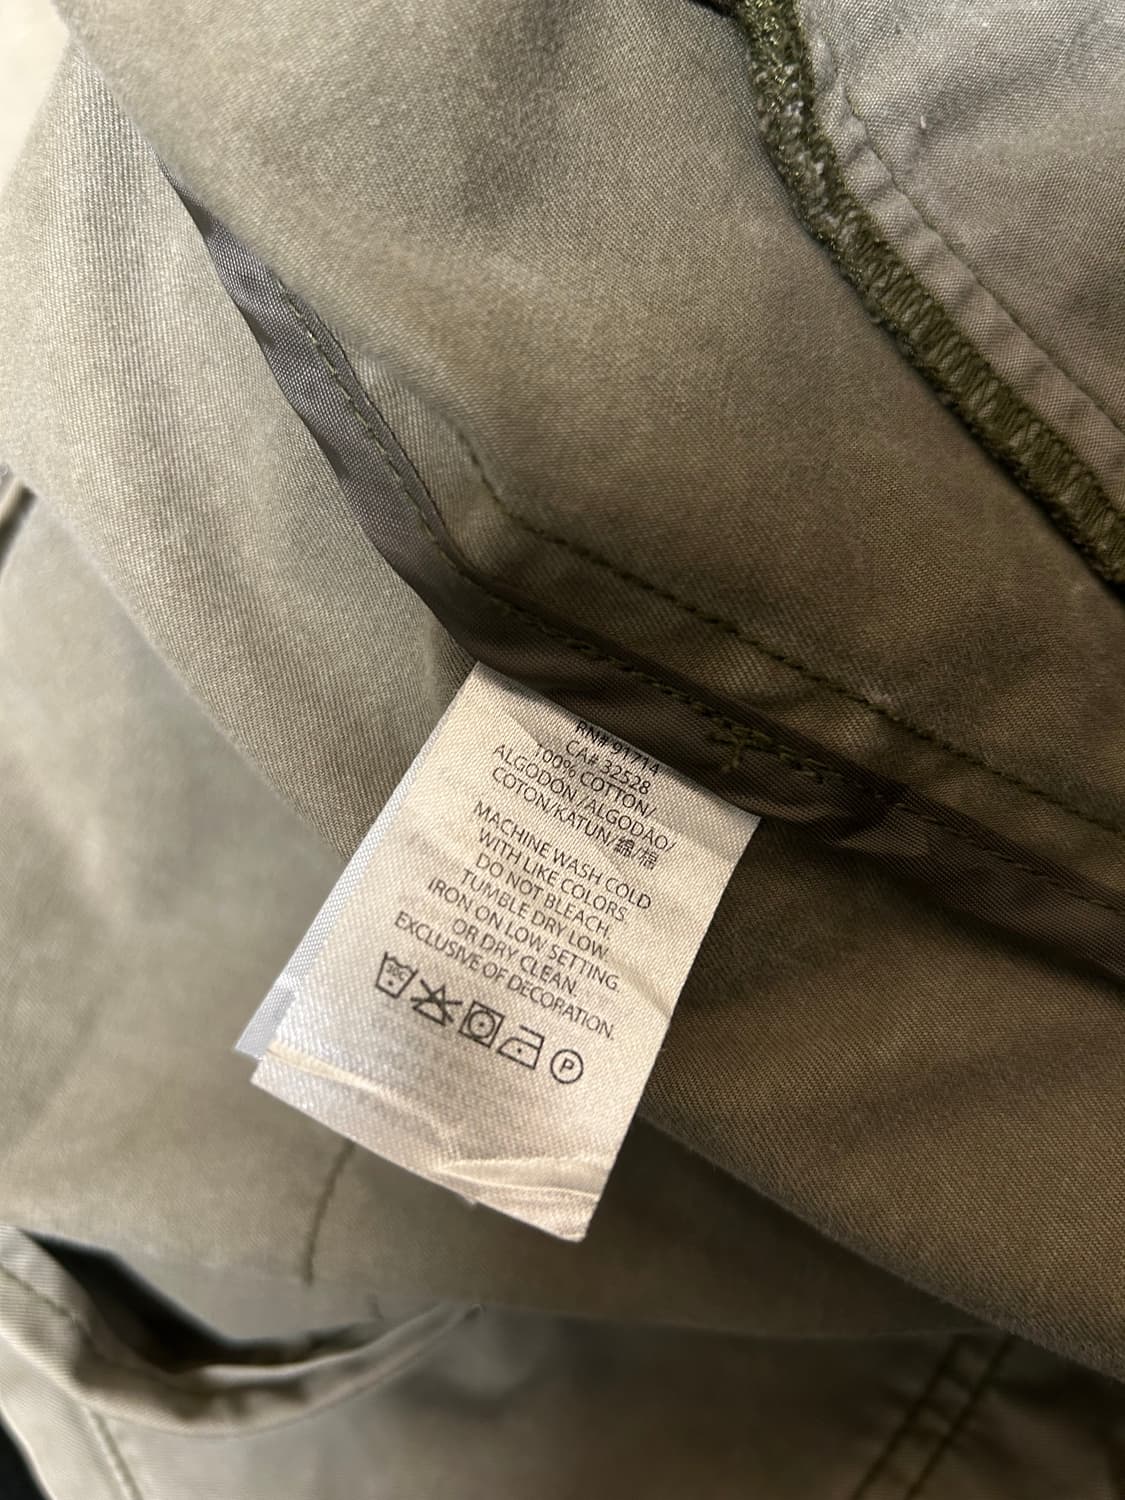 RN# 91714
CA# 32528
100% COTTON/
ALGODON /ALGODAO/
COTON/KATUN/綿/棉
MACHINE WASH COLD
WITH LIKE COLORS.
DO NOT BLEACH,
TUMBLE DRY LOW.
IRON ON LOW SETTING.
OR DRY CLEAN.
EXCLUSIVE OF DECORATION.
P